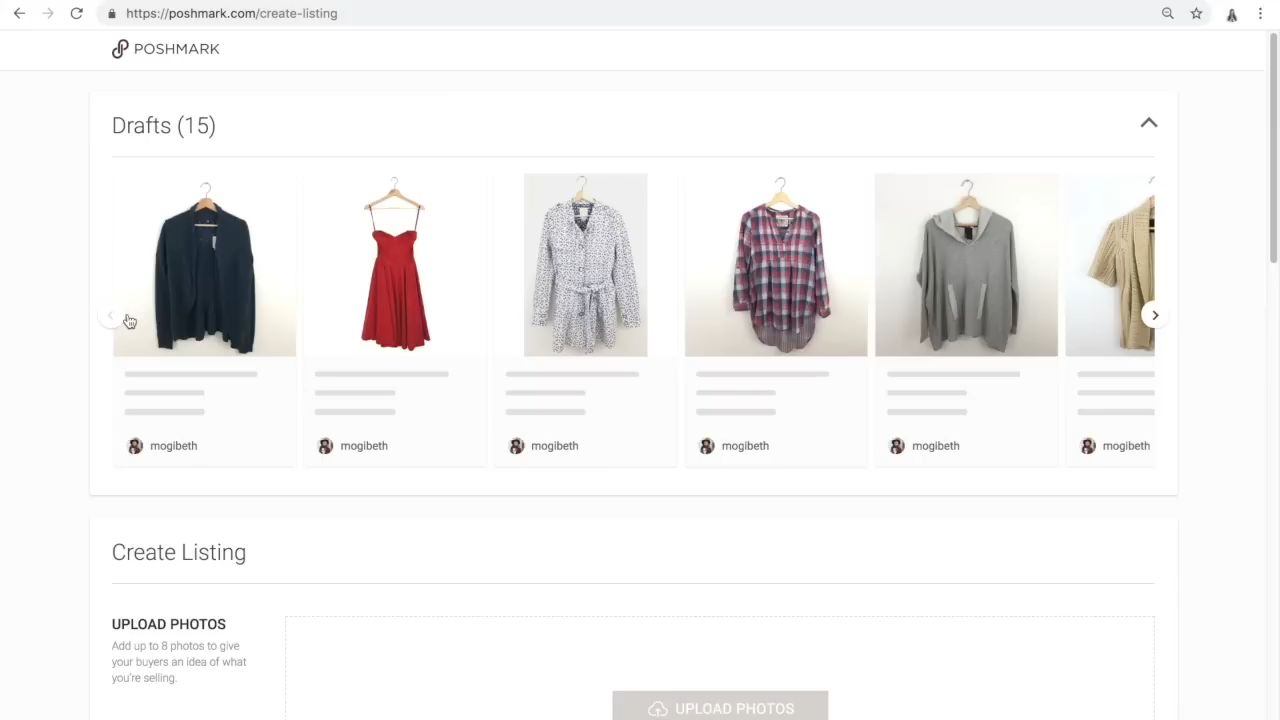 https://poshmark.com/create-listing
POSHMARK
Drafts (15)
mogibeth
mogibeth
mogibeth
mogibeth
mogibeth
mogibeth
Create Listing
UPLOAD PHOTOS
Add up to 8 photos to give
your buyers an idea of what
you're selling.
UPLOAD PHOTOS